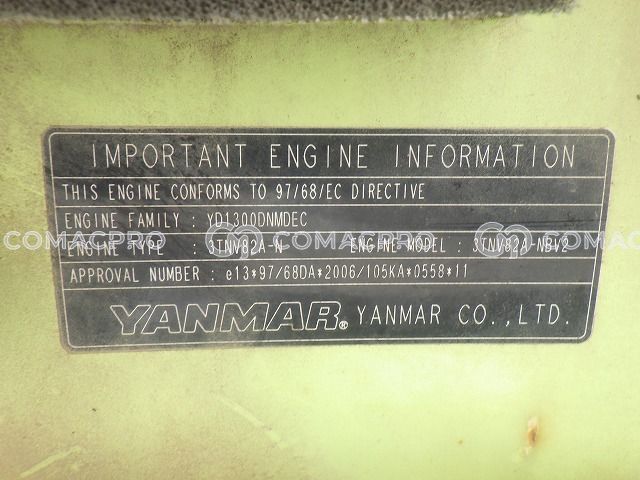 IMPORTANT ENGINE INFORMATION
THIS ENGINE CONFORMS TO 97/68/EC DIRECTIVE
ENGINE FAMILY : YD1300DNMDEC
ENGINE TYPE : 3TNV82A-N ENGINE MODEL : 3TNV82A-NBV2
APPROVAL NUMBER : e13*97/68DA*2006/105KA*0558*11
YANMAR® YANMAR CO.,LTD.
COMACPRO COMACPRO COMACPRO